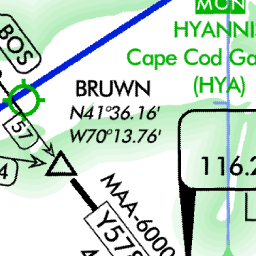 MON
HYANNIS
Cape Cod Ga
(HYA)
BOS
BRUWN
N41°36.16'
W70°13.76'
57
4
116.2
MAA-6000
Y578